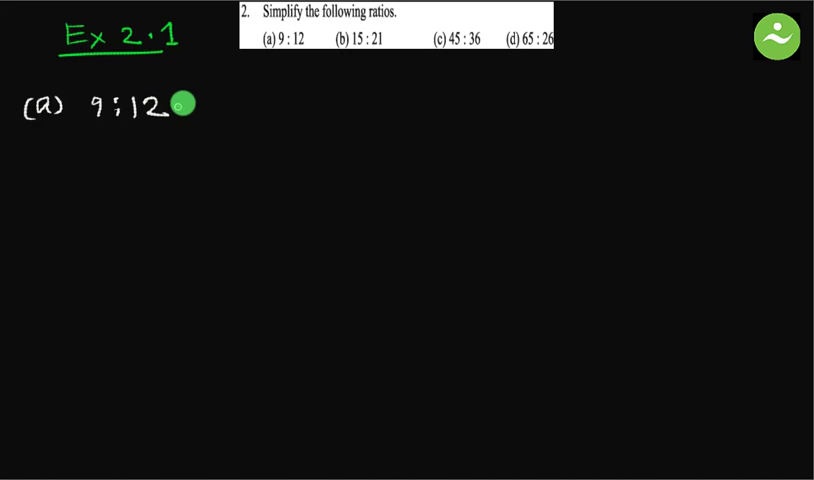 Ex 2.1
2. Simplify the following ratios.
(a) 9 : 12 (b) 15 : 21 (c) 45 : 36 (d) 65 : 26
(a) 9 : 12